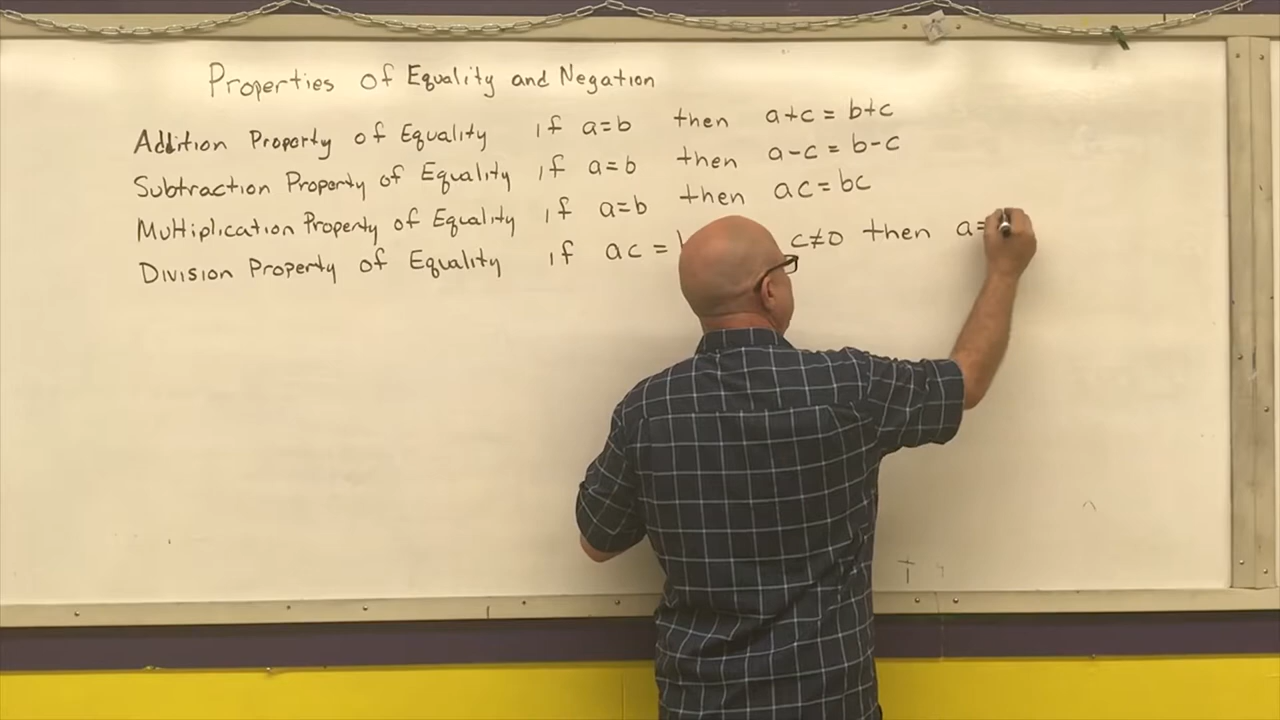 Properties of Equality and Negation
Addition Property of Equality if a=b then a+c = b+c
Subtraction Property of Equality if a=b then a-c = b-c
Multiplication Property of Equality if a=b then ac = bc
Division Property of Equality if ac = c≠0 then a=